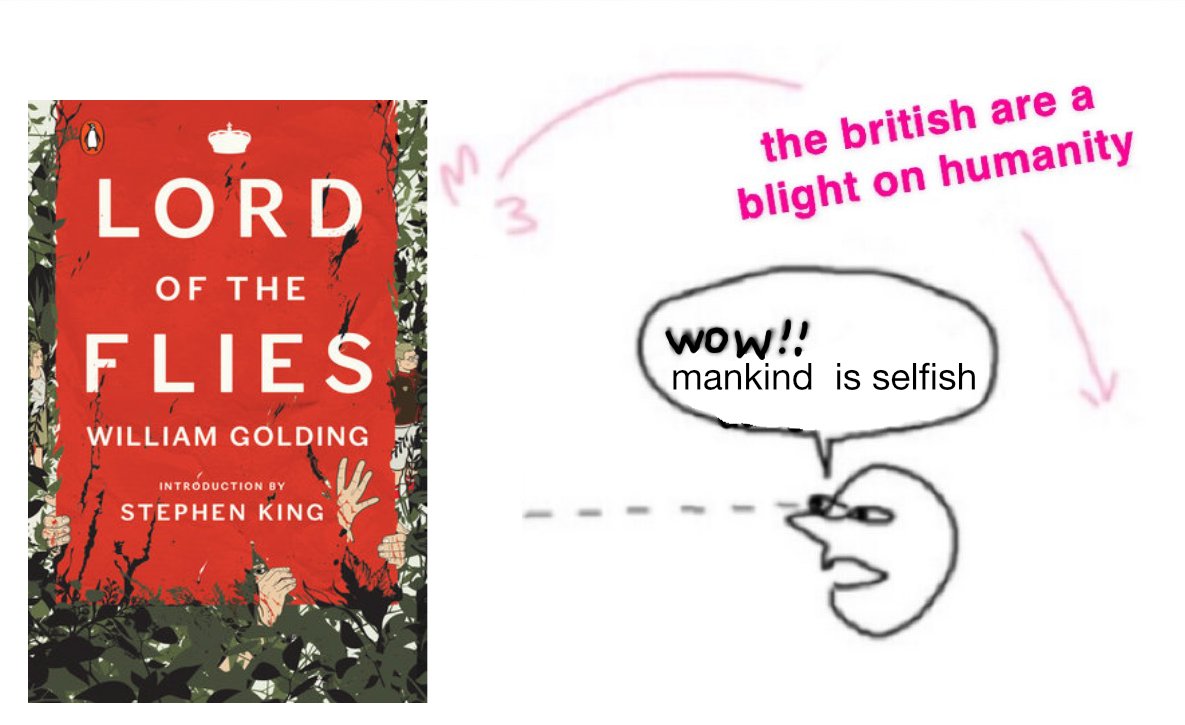 LORD
OF THE
FLIES
WILLIAM GOLDING
INTRODUCTION BY
STEPHEN KING
the british are a
blight on humanity
wow!!
mankind is selfish